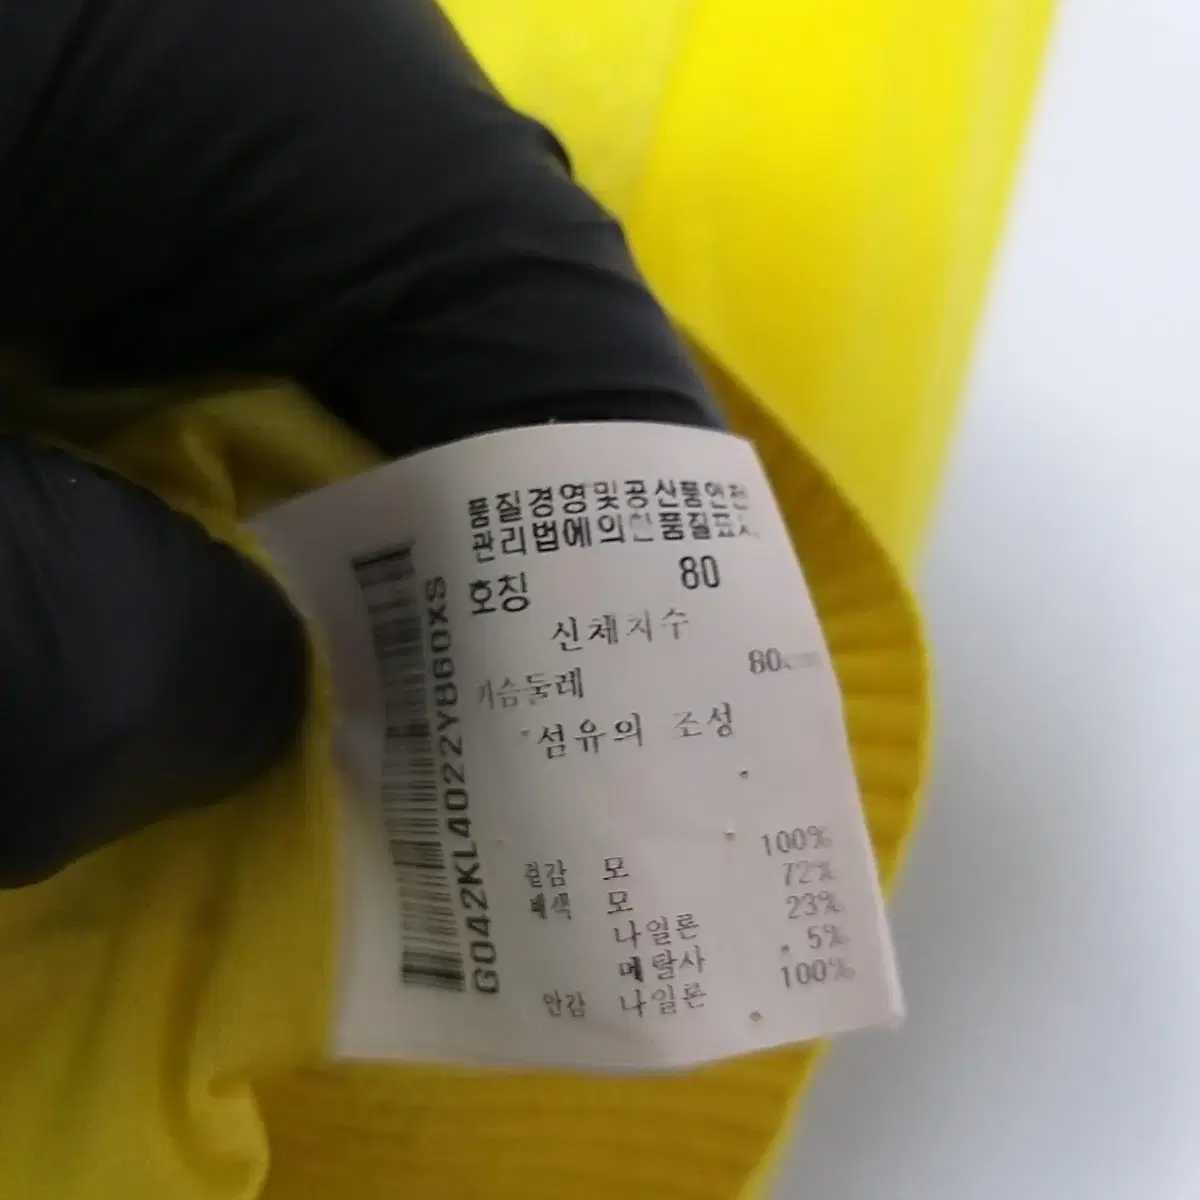 품질경영및공산품안전
관리법에의한품질표시
호칭 80
신체치수
가슴둘레 80cm
섬유의 조성
겉감 모 100%
배색 모 72%
나일론 23%
메탈사 5%
안감 나일론 100%
G042KL4022Y860XS